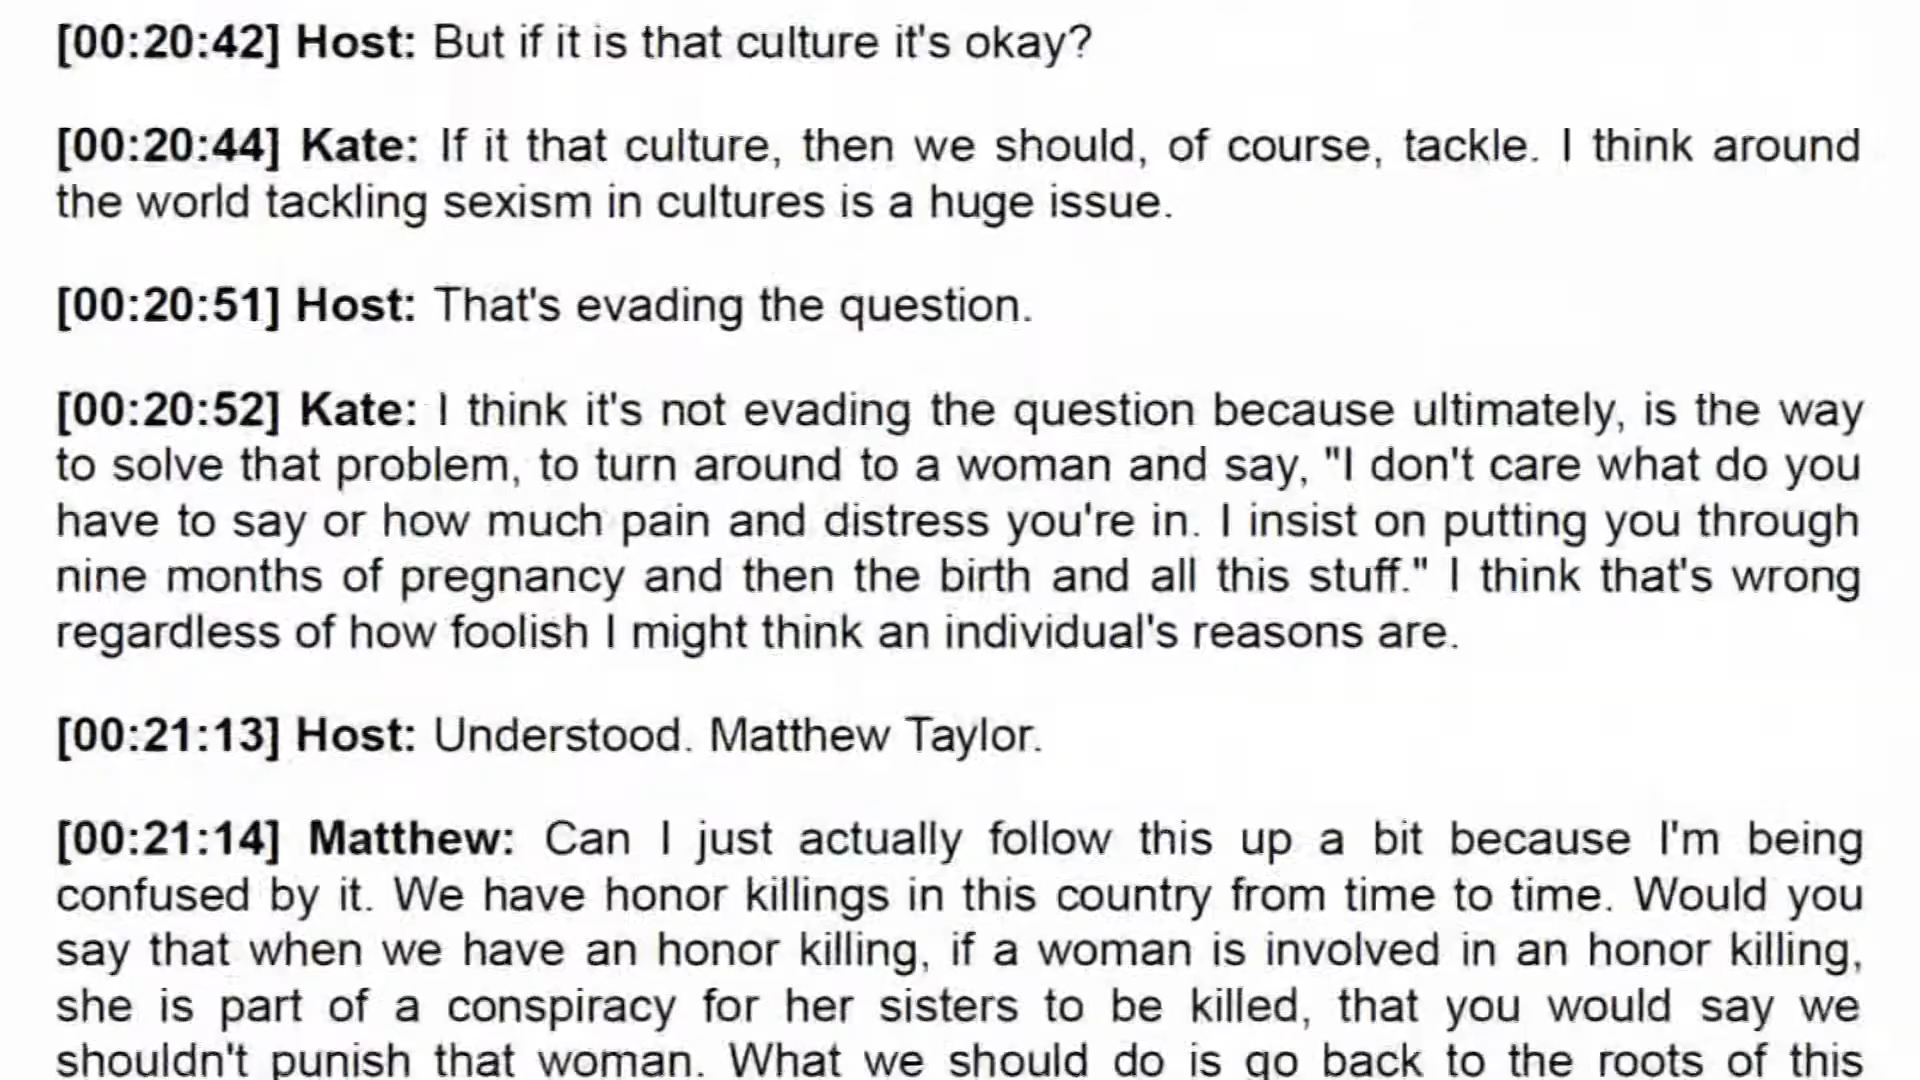 [00:20:42] Host: But if it is that culture it's okay?
[00:20:44] Kate: If it that culture, then we should, of course, tackle. I think around
the world tackling sexism in cultures is a huge issue.
[00:20:51] Host: That's evading the question.
[00:20:52] Kate: I think it's not evading the question because ultimately, is the way
to solve that problem, to turn around to a woman and say, "I don't care what do you
have to say or how much pain and distress you're in. I insist on putting you through
nine months of pregnancy and then the birth and all this stuff." I think that's wrong
regardless of how foolish I might think an individual's reasons are.
[00:21:13] Host: Understood. Matthew Taylor.
[00:21:14] Matthew: Can I just actually follow this up a bit because I'm being
confused by it. We have honor killings in this country from time to time. Would you
say that when we have an honor killing, if a woman is involved in an honor killing,
she is part of a conspiracy for her sisters to be killed, that you would say we
shouldn't punish that woman. What we should do is go back to the roots of this